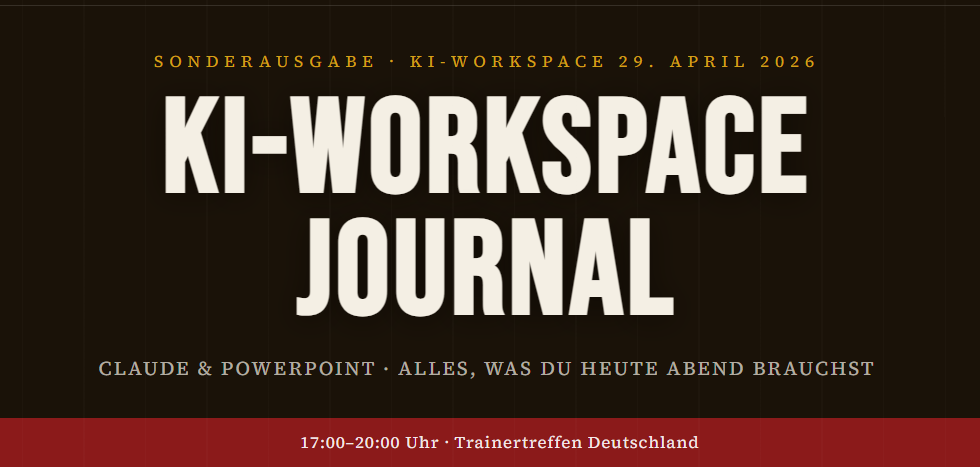 SONDERAUSGABE · KI-WORKSPACE 29. APRIL 2026
KI-WORKSPACE
JOURNAL
CLAUDE & POWERPOINT · ALLES, WAS DU HEUTE ABEND BRAUCHST
17:00–20:00 Uhr · Trainertreffen Deutschland